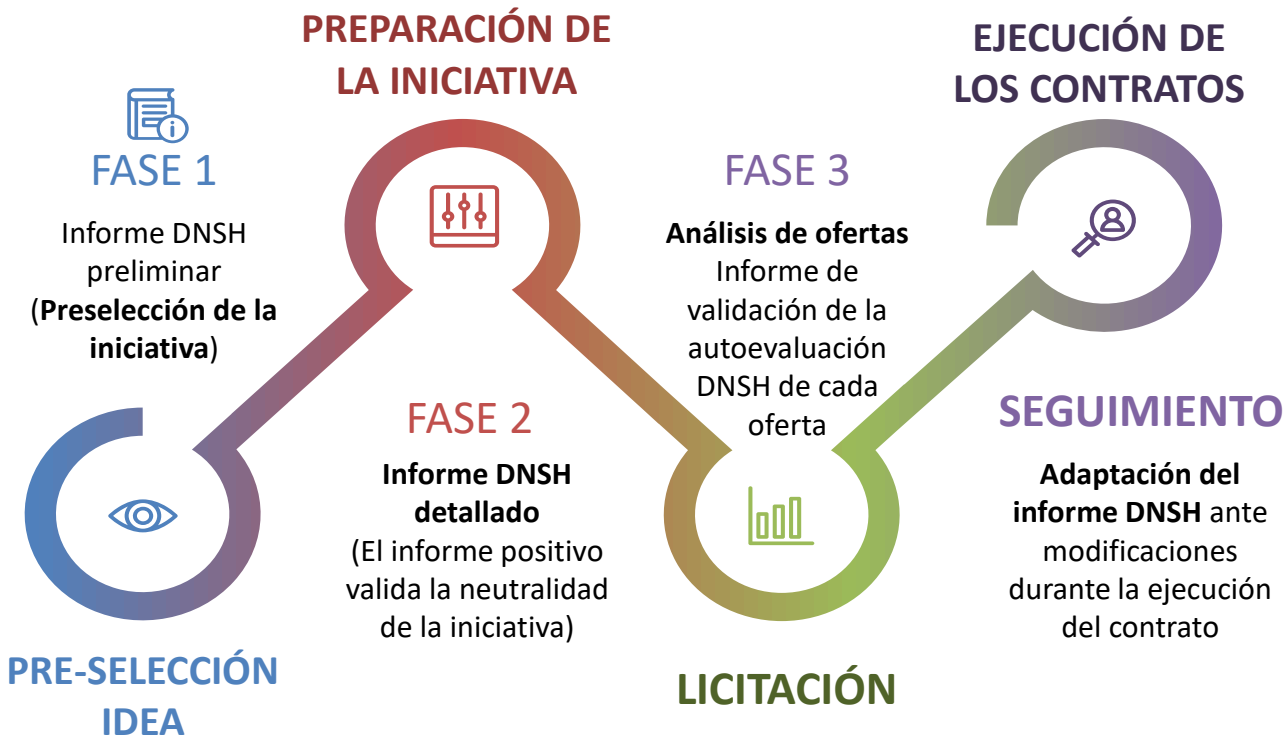 FASE 1
Informe DNSH
preliminar
(Preselección de la
iniciativa)
PRE-SELECCIÓN
IDEA
PREPARACIÓN DE
LA INICIATIVA
FASE 2
Informe DNSH
detallado
(El informe positivo
valida la neutralidad
de la iniciativa)
FASE 3
Análisis de ofertas
Informe de
validación de la
autoevaluación
DNSH de cada
oferta
LICITACIÓN
EJECUCIÓN DE
LOS CONTRATOS
SEGUIMIENTO
Adaptación del
informe DNSH ante
modificaciones
durante la ejecución
del contrato